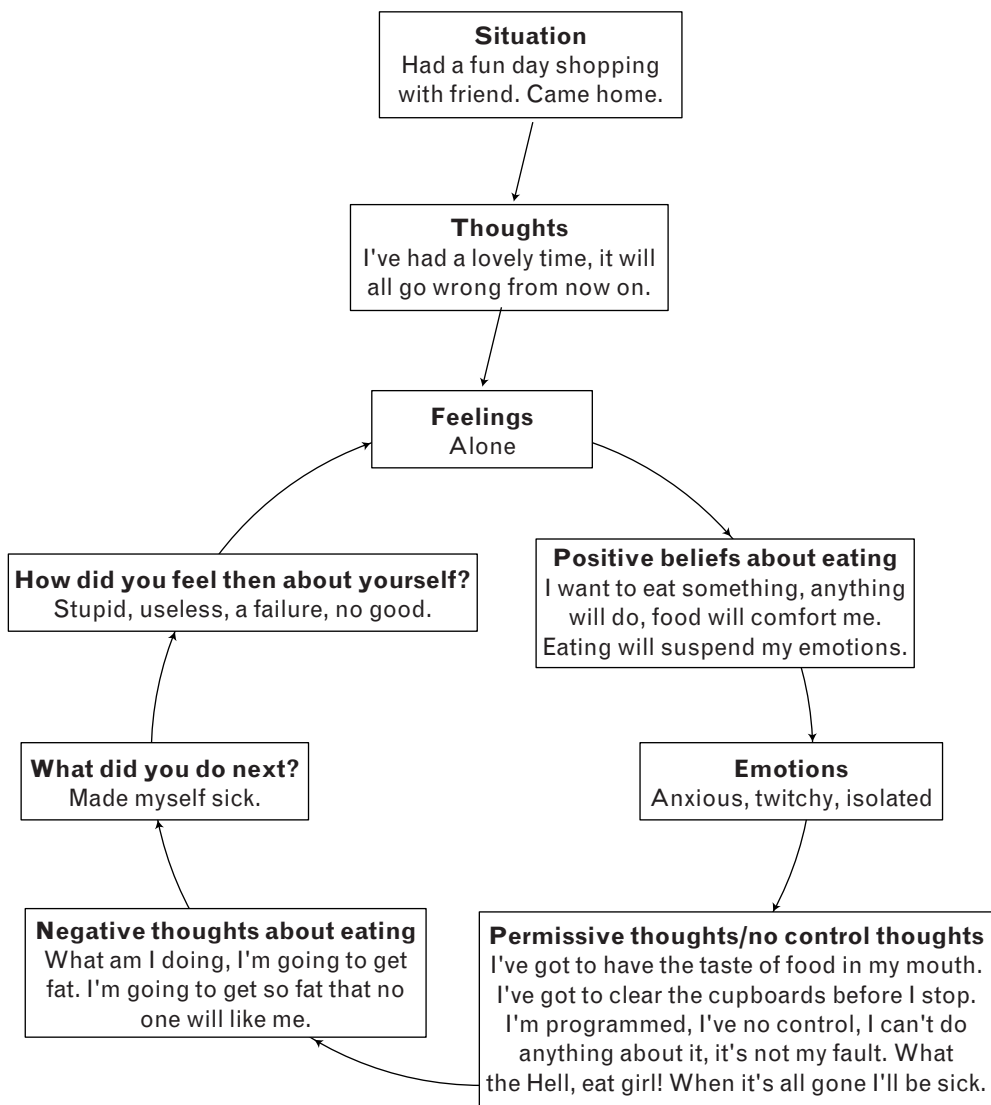 Situation
Had a fun day shopping
with friend. Came home.
Thoughts
I've had a lovely time, it will
all go wrong from now on.
Feelings
Alone
Positive beliefs about eating
I want to eat something, anything
will do, food will comfort me.
Eating will suspend my emotions.
Emotions
Anxious, twitchy, isolated
Permissive thoughts/no control thoughts
I've got to have the taste of food in my mouth.
I've got to clear the cupboards before I stop.
I'm programmed, I've no control, I can't do
anything about it, it's not my fault. What
the Hell, eat girl! When it's all gone I'll be sick.
Negative thoughts about eating
What am I doing, I'm going to get
fat. I'm going to get so fat that no
one will like me.
What did you do next?
Made myself sick.
How did you feel then about yourself?
Stupid, useless, a failure, no good.